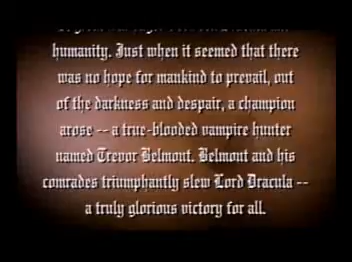 humanity. Just when it seemed that there
was no hope for mankind to prevail, out
of the darkness and despair, a champion
arose -- a true-blooded vampire hunter
named Trevor Belmont. Belmont and his
comrades triumphantly slew Lord Dracula --
a truly glorious victory for all.